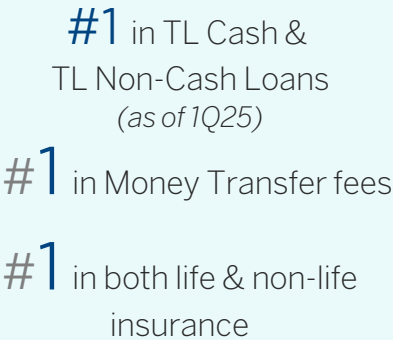 #1 in TL Cash &
TL Non-Cash Loans
(as of 1Q25)
#1 in Money Transfer fees
#1 in both life & non-life
insurance